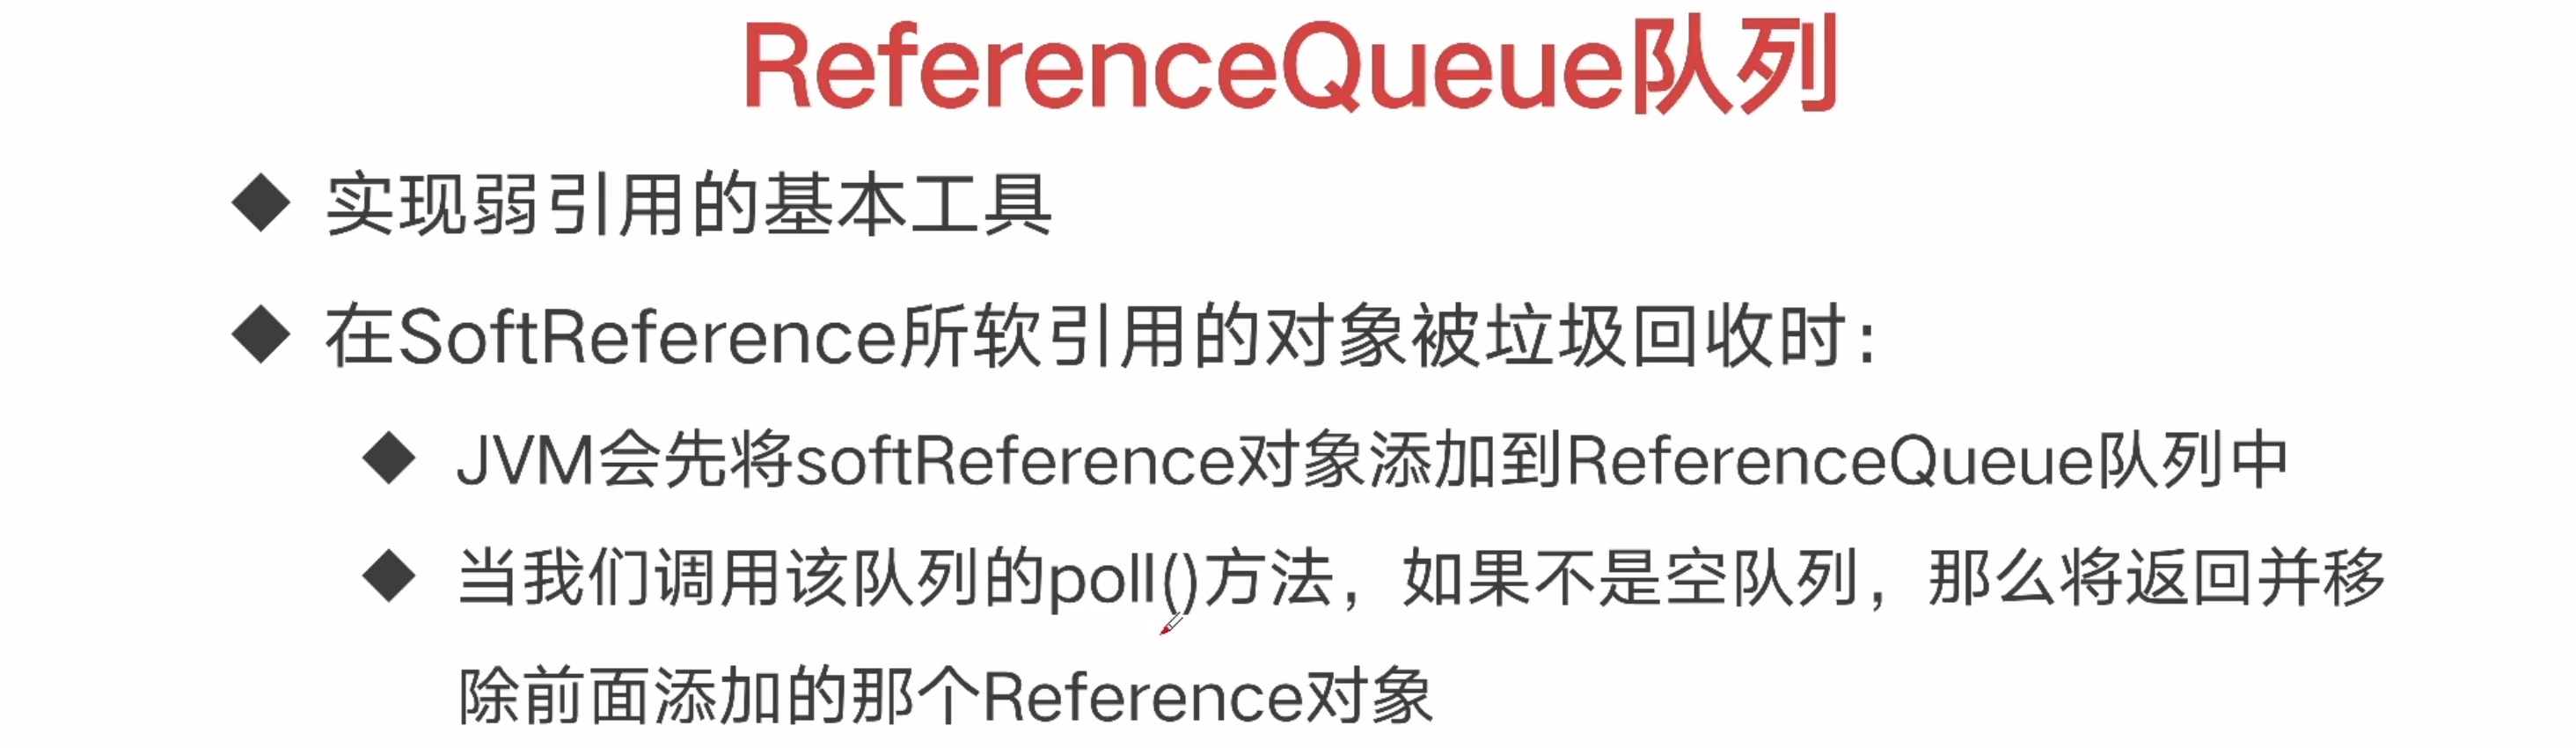 ReferenceQueue队列
实现弱引用的基本工具
在SoftReference所软引用的对象被垃圾回收时：
JVM会先将softReference对象添加到ReferenceQueue队列中
当我们调用该队列的poll()方法，如果不是空队列，那么将返回并移
除前面添加的那个Reference对象